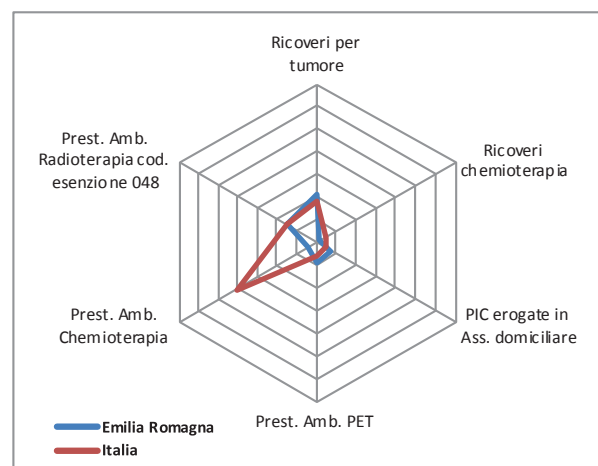 Ricoveri per
tumore
Prest. Amb.
Radioterapia cod.
esenzione 048
Ricoveri
chemioterapia
Prest. Amb.
Chemioterapia
PIC erogate in
Ass. domiciliare
Prest. Amb. PET
Emilia Romagna
Italia